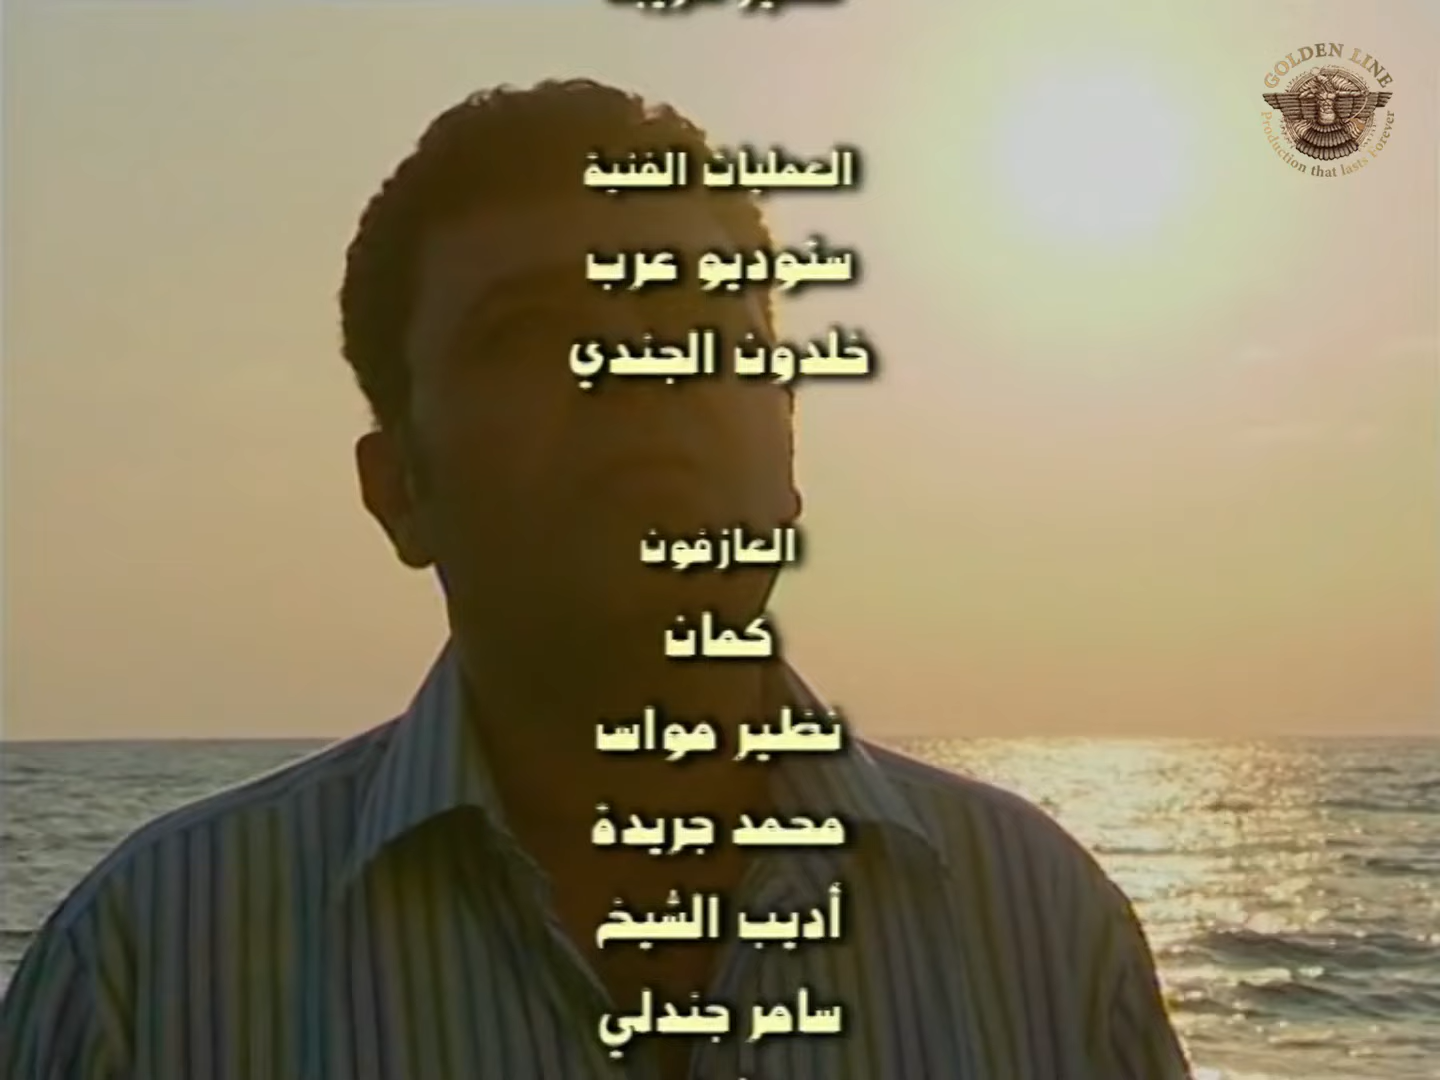 GOLDEN LINE
Production that lasts Forever
العمليات الفنية
ستوديو عرب
خلدون الجندي
العازفون
كمان
نظير مواس
محمد جريدة
أديب الشيخ
سامر جندلي